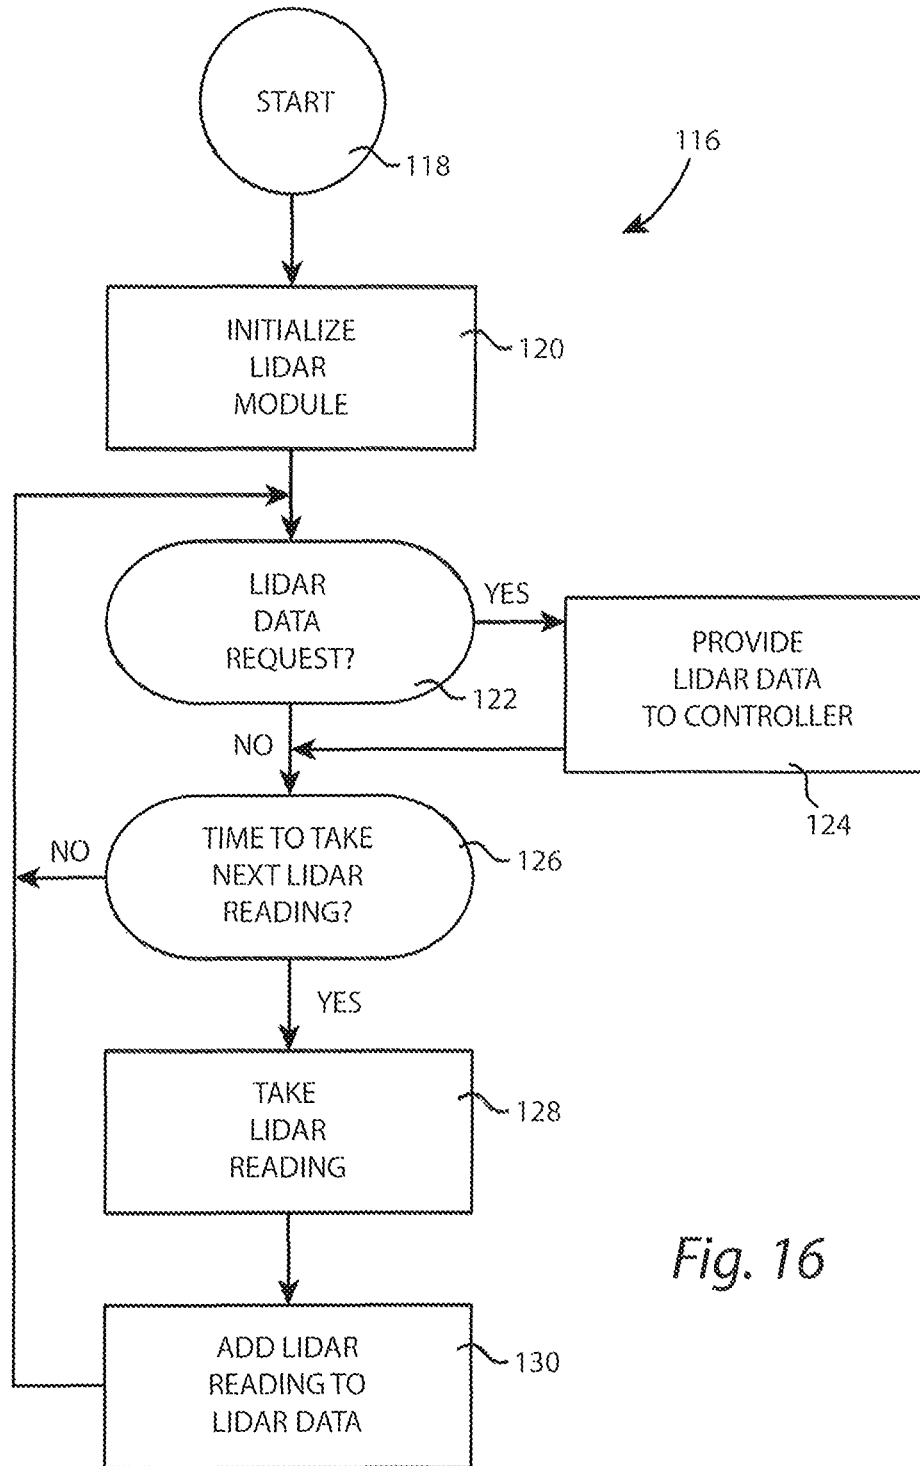 START
118
116
INITIALIZE
LIDAR
MODULE
120
LIDAR
DATA
REQUEST?
122
YES
PROVIDE
LIDAR DATA
TO CONTROLLER
124
NO
TIME TO TAKE
NEXT LIDAR
READING?
126
NO
YES
TAKE
LIDAR
READING
128
ADD LIDAR
READING TO
LIDAR DATA
130
Fig. 16